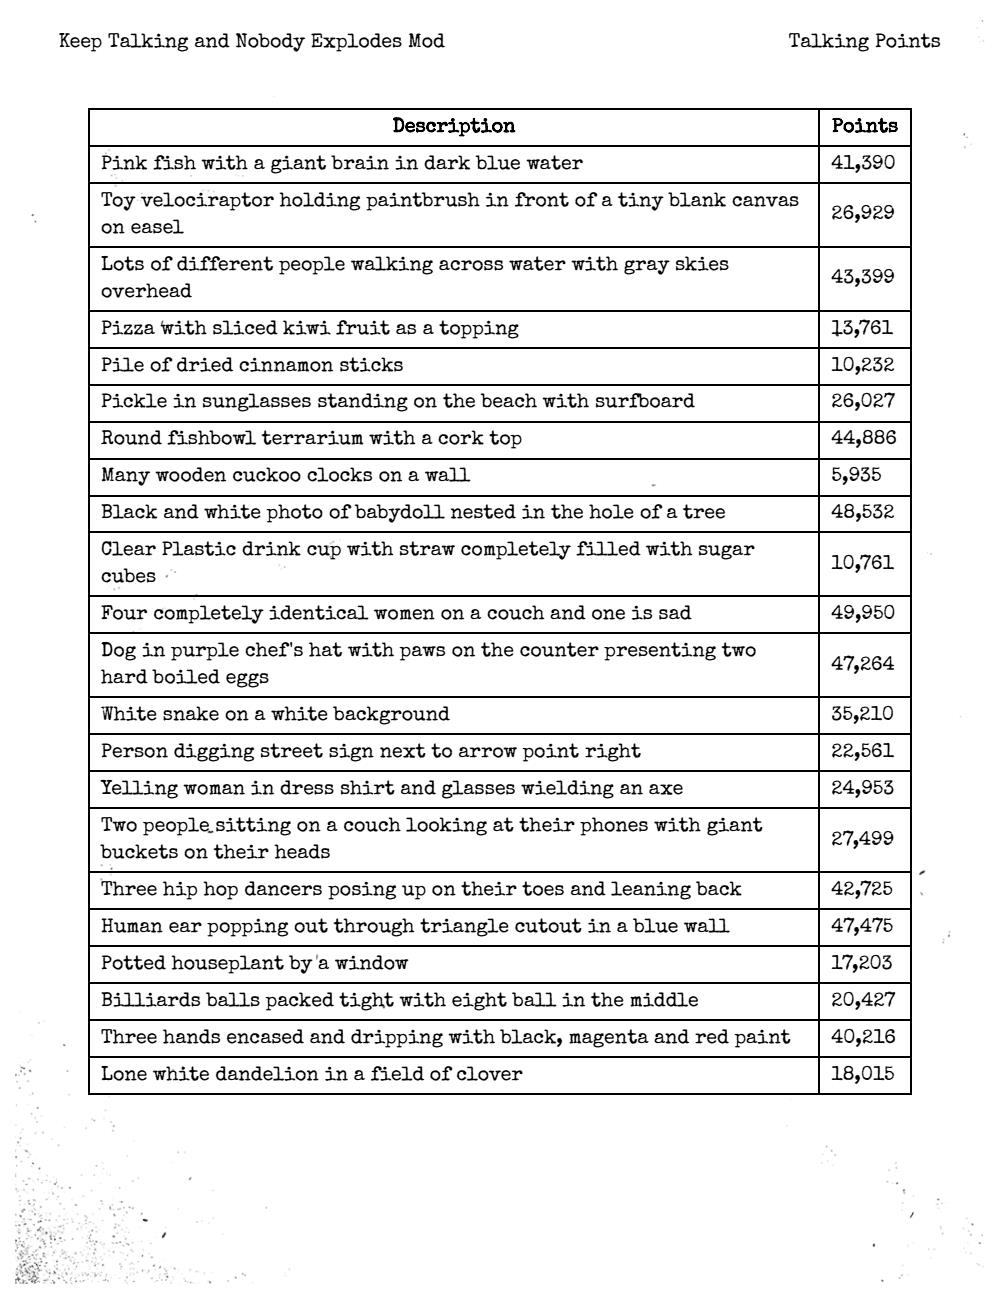 Keep Talking and Nobody Explodes Mod Talking Points
Description Points
Pink fish with a giant brain in dark blue water 41,390
Toy velociraptor holding paintbrush in front of a tiny blank canvas
on easel 26,929
Lots of different people walking across water with gray skies
overhead 43,399
Pizza with sliced kiwi fruit as a topping 13,761
Pile of dried cinnamon sticks 10,232
Pickle in sunglasses standing on the beach with surfboard 26,027
Round fishbowl terrarium with a cork top 44,886
Many wooden cuckoo clocks on a wall 5,935
Black and white photo of babydoll nested in the hole of a tree 48,532
Clear Plastic drink cup with straw completely filled with sugar
cubes 10,761
Four completely identical women on a couch and one is sad 49,950
Dog in purple chef's hat with paws on the counter presenting two
hard boiled eggs 47,264
White snake on a white background 35,210
Person digging street sign next to arrow point right 22,561
Yelling woman in dress shirt and glasses wielding an axe 24,953
Two people sitting on a couch looking at their phones with giant
buckets on their heads 27,499
Three hip hop dancers posing up on their toes and leaning back 42,725
Human ear popping out through triangle cutout in a blue wall 47,475
Potted houseplant by a window 17,203
Billiards balls packed tight with eight ball in the middle 20,427
Three hands encased and dripping with black, magenta and red paint 40,216
Lone white dandelion in a field of clover 18,015